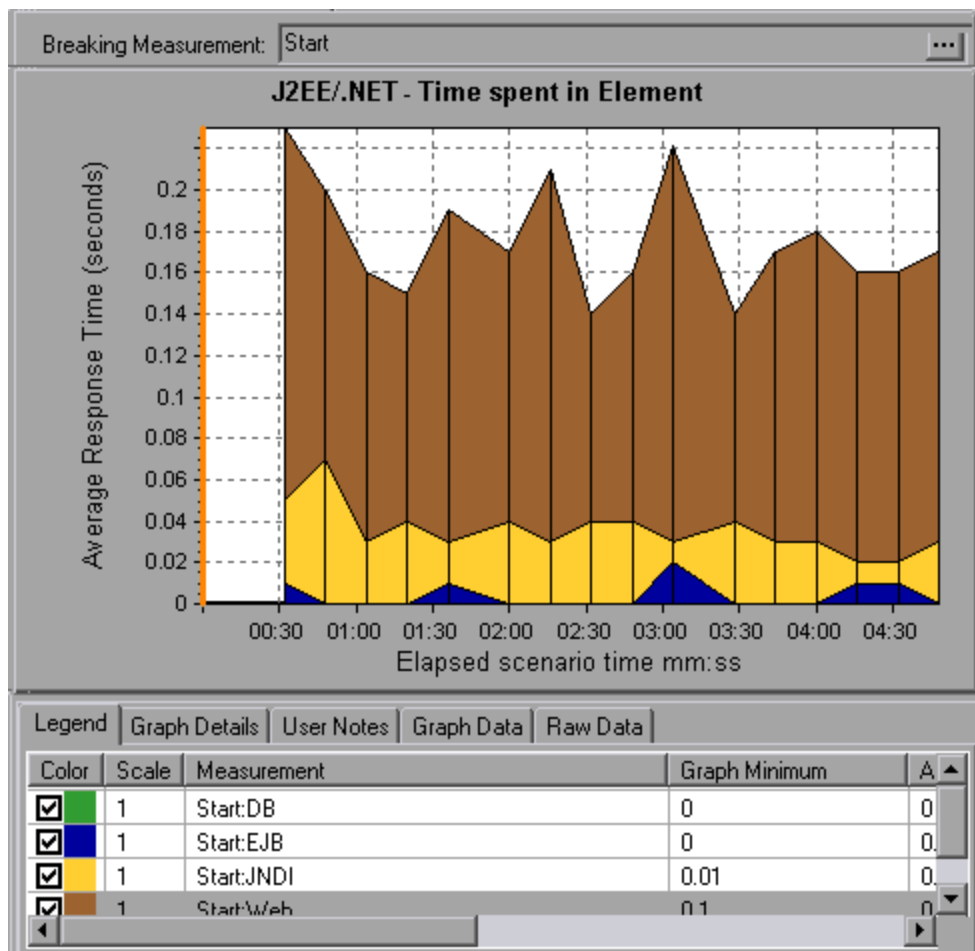 Breaking Measurement: Start ...
J2EE/.NET - Time spent in Element
Average Response Time (seconds)
0.2
0.18
0.16
0.14
0.12
0.1
0.08
0.06
0.04
0.02
0
00:30 01:00 01:30 02:00 02:30 03:00 03:30 04:00 04:30
Elapsed scenario time mm:ss
Legend Graph Details User Notes Graph Data Raw Data
Color Scale Measurement Graph Minimum A
1 Start:DB 0 0
1 Start:EJB 0 0.
1 Start:JNDI 0.01 0.
1 Start:Web 0.1 0